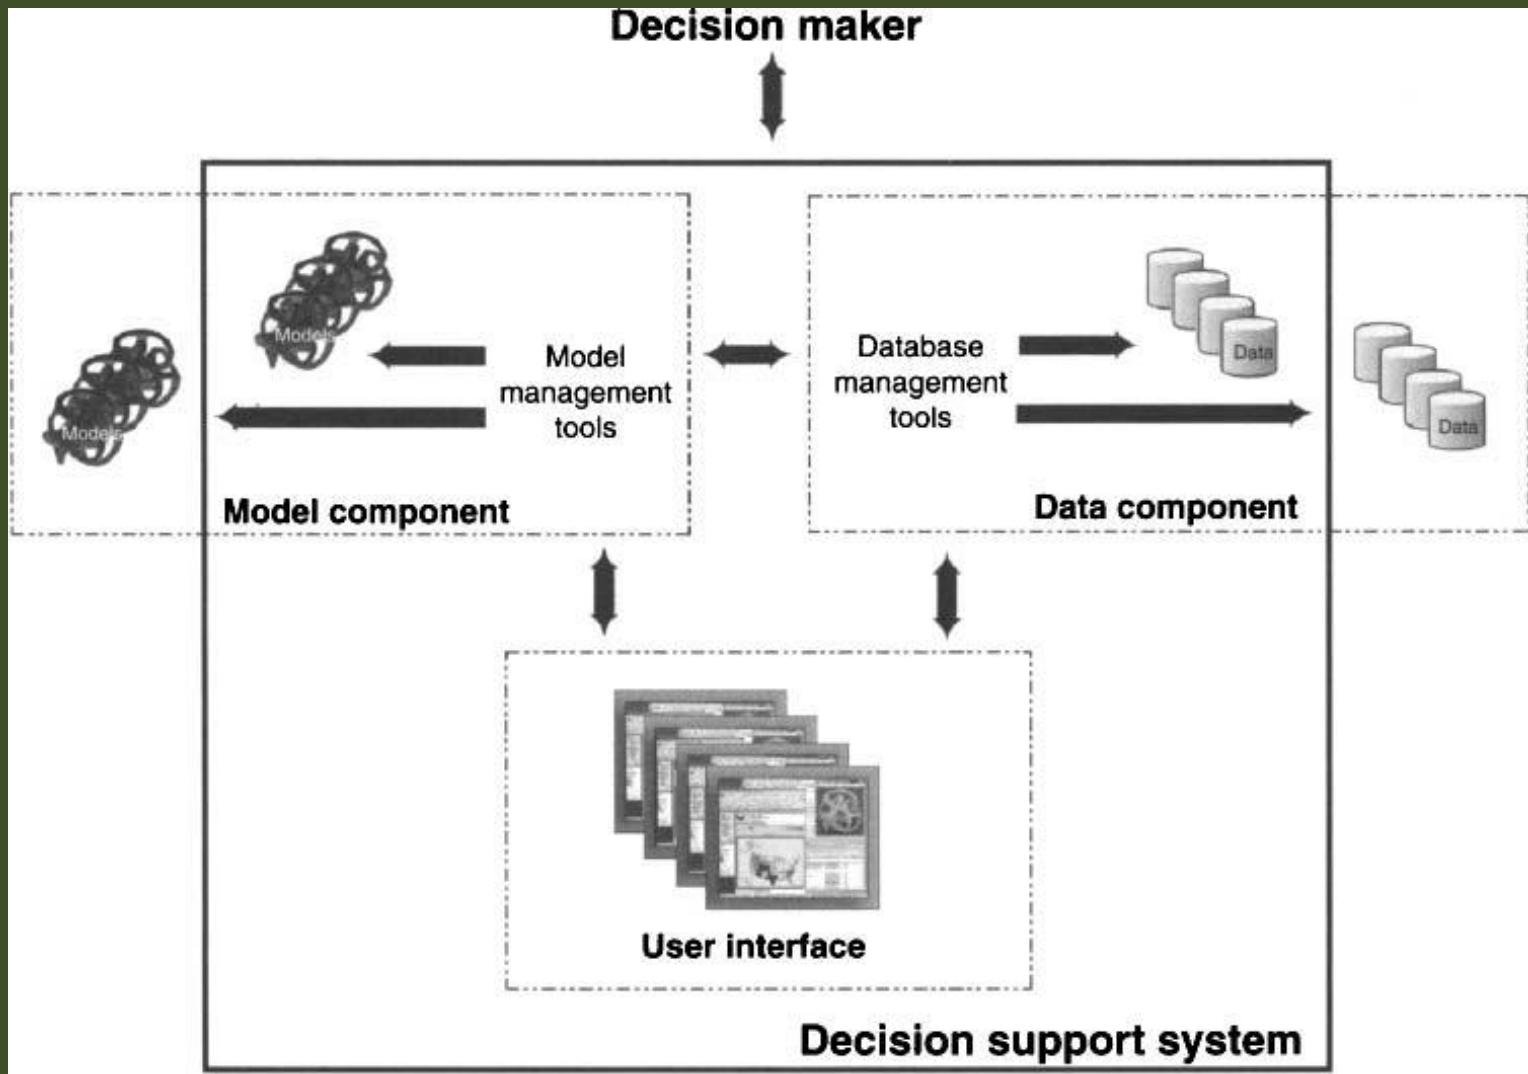 Decision maker
Models
Models
Model
management
tools
Model component
Database
management
tools
Data
Data
Data component
User interface
Decision support system